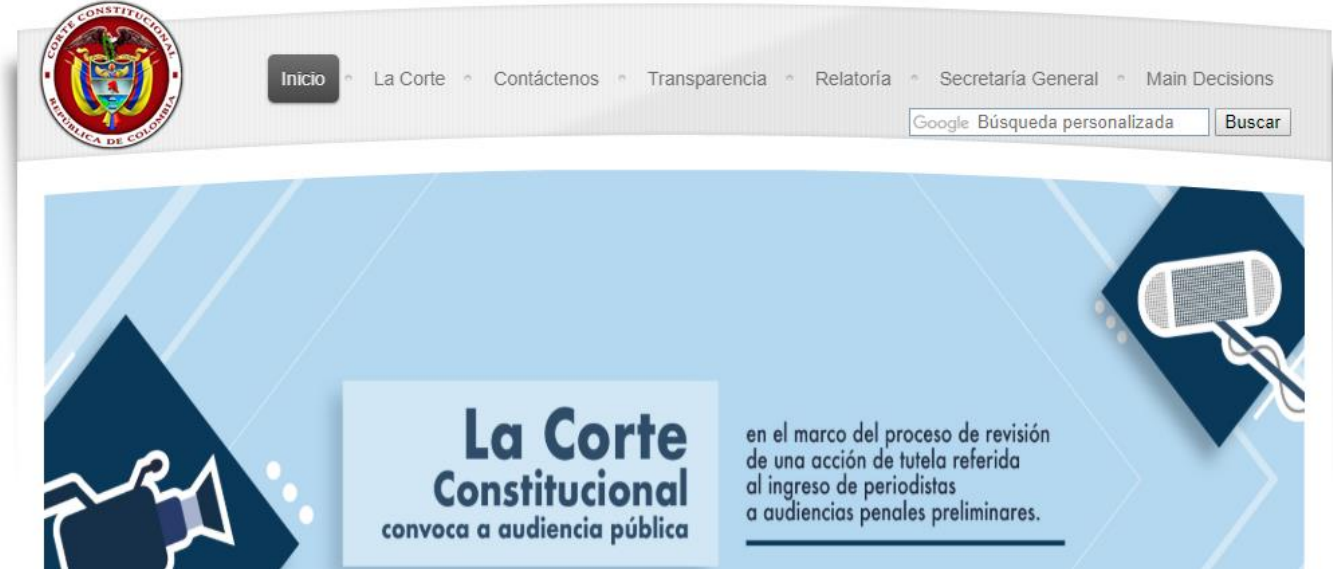 CORTE CONSTITUCIONAL
REPÚBLICA DE COLOMBIA
Inicio La Corte Contáctenos Transparencia Relatoría Secretaría General Main Decisions
Google Búsqueda personalizada Buscar
La Corte
Constitucional
convoca a audiencia pública
en el marco del proceso de revisión
de una acción de tutela referida
al ingreso de periodistas
a audiencias penales preliminares.